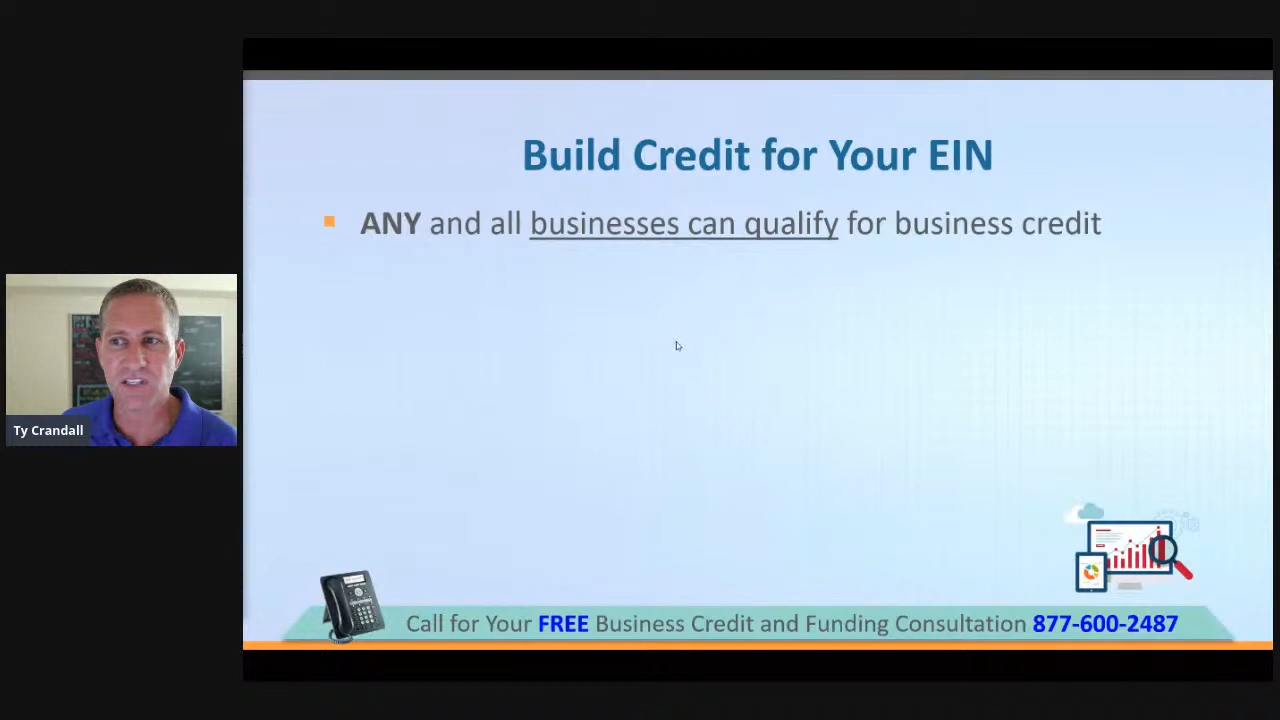 Build Credit for Your EIN
ANY and all businesses can qualify for business credit
Ty Crandall
Call for Your FREE Business Credit and Funding Consultation 877-600-2487